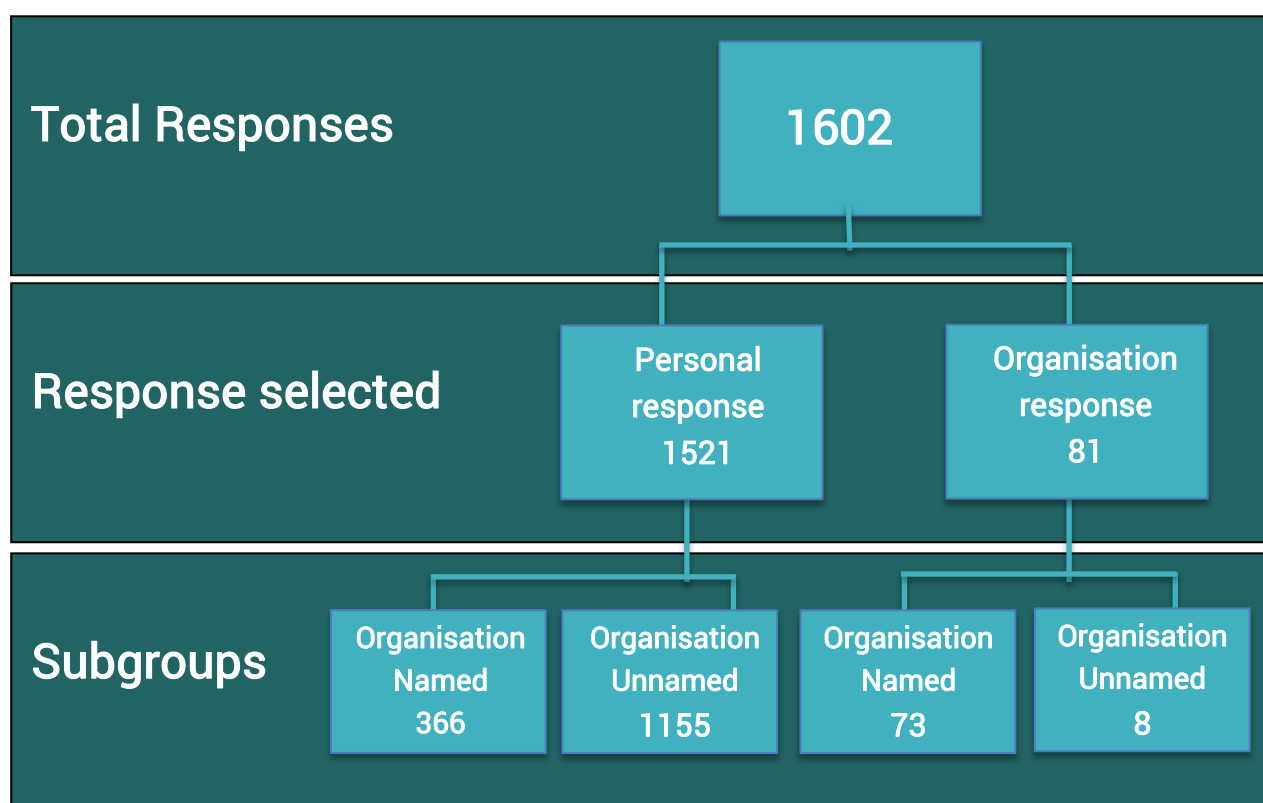 Total Responses
1602
Response selected
Personal
response
1521
Organisation
response
81
Subgroups
Organisation
Named
366
Organisation
Unnamed
1155
Organisation
Named
73
Organisation
Unnamed
8